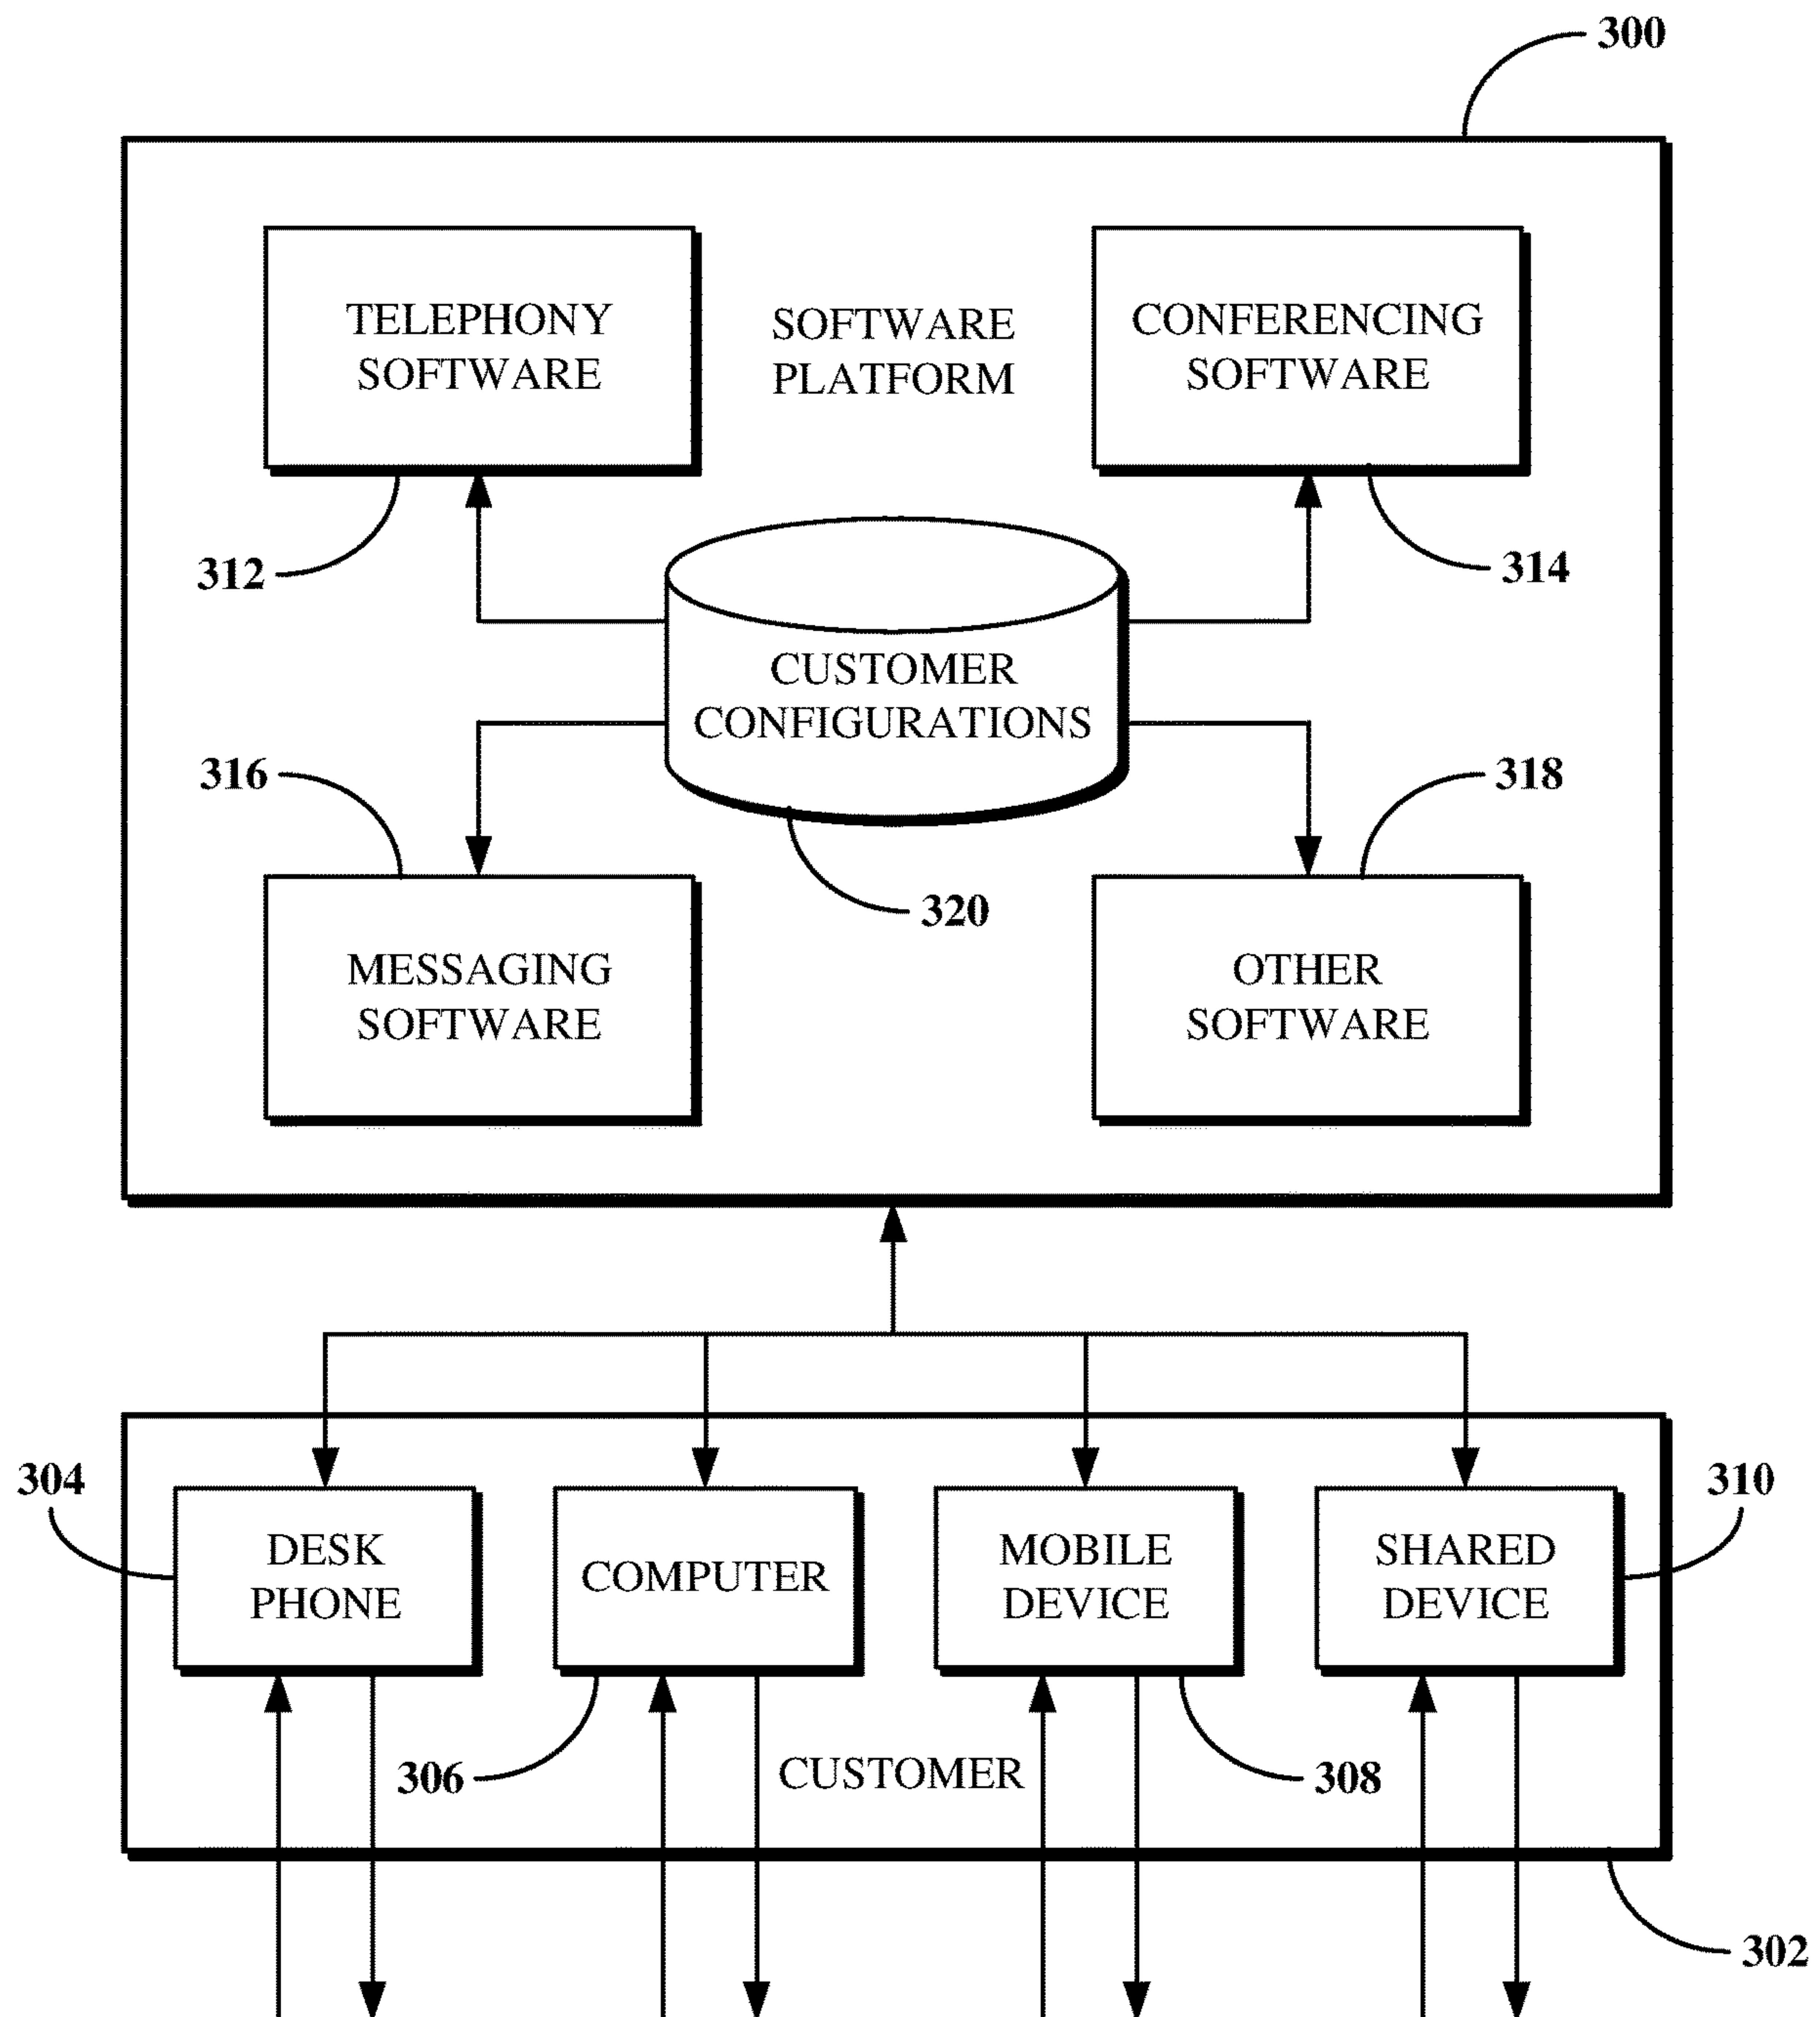 300
TELEPHONY
SOFTWARE
SOFTWARE
PLATFORM
CONFERENCING
SOFTWARE
312
314
CUSTOMER
CONFIGURATIONS
316
318
320
MESSAGING
SOFTWARE
OTHER
SOFTWARE
304
310
DESK
PHONE
COMPUTER
MOBILE
DEVICE
SHARED
DEVICE
306
CUSTOMER
308
302